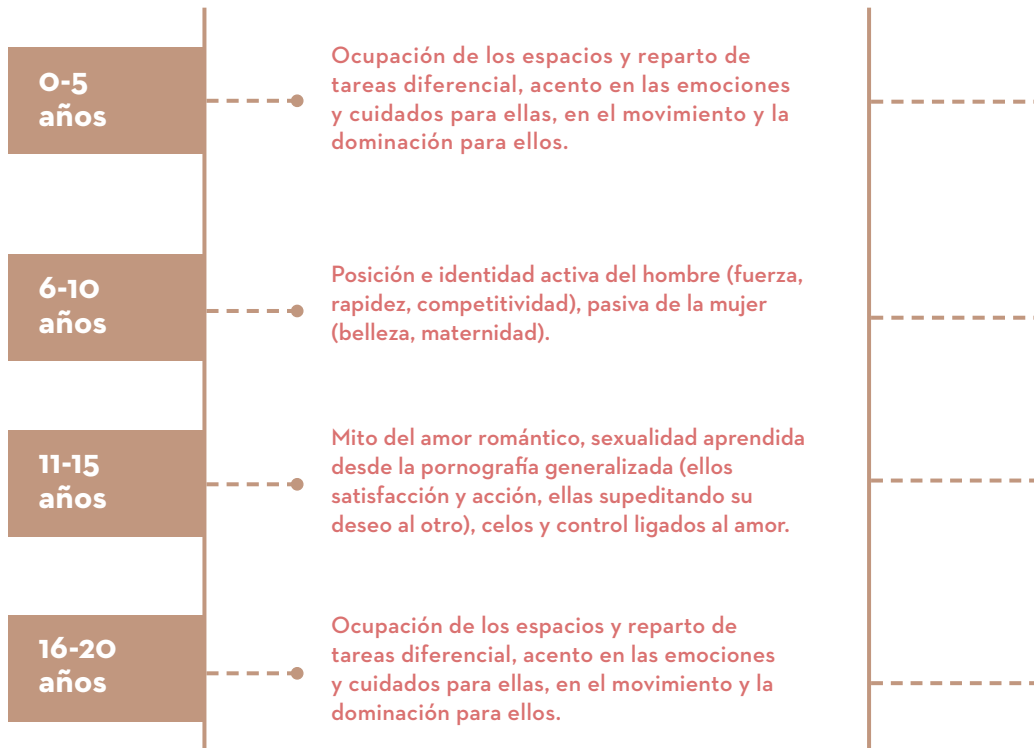 0-5
años
Ocupación de los espacios y reparto de
tareas diferencial, acento en las emociones
y cuidados para ellas, en el movimiento y la
dominación para ellos.
6-10
años
Posición e identidad activa del hombre (fuerza,
rapidez, competitividad), pasiva de la mujer
(belleza, maternidad).
11-15
años
Mito del amor romántico, sexualidad aprendida
desde la pornografía generalizada (ellos
satisfacción y acción, ellas supeditando su
deseo al otro), celos y control ligados al amor.
16-20
años
Ocupación de los espacios y reparto de
tareas diferencial, acento en las emociones
y cuidados para ellas, en el movimiento y la
dominación para ellos.